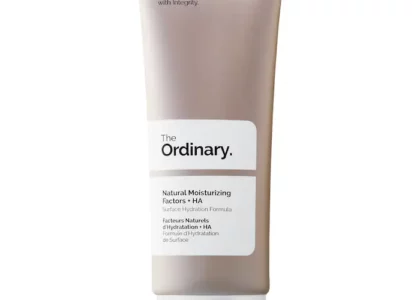 with Integrity.
The
Ordinary.
Natural Moisturizing
Factors + HA
Surface Hydration Formula
Facteurs Naturels
d'Hydratation + HA
Formule d'Hydratation
de Surface